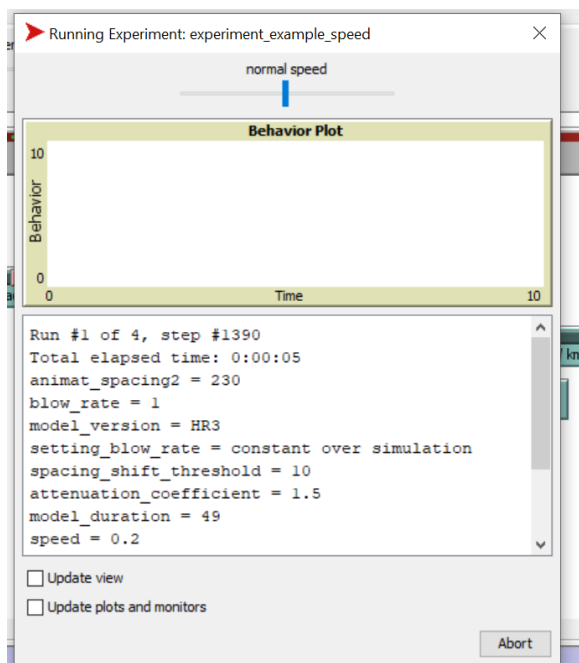 Running Experiment: experiment_example_speed
normal speed
Behavior Plot
10
Behavior
0
0
Time
10
Run #1 of 4, step #1390
Total elapsed time: 0:00:05
animat_spacing2 = 230
blow_rate = 1
model_version = HR3
setting_blow_rate = constant over simulation
spacing_shift_threshold = 10
attenuation_coefficient = 1.5
model_duration = 49
speed = 0.2
Update view
Update plots and monitors
Abort